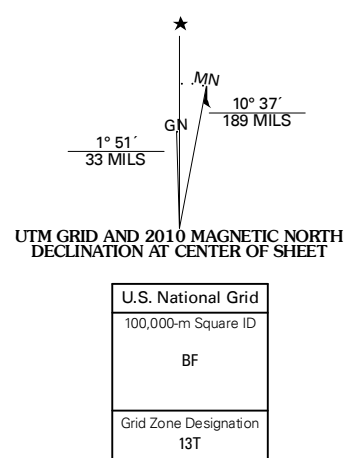 MN
10° 37´
189 MILS
GN
1° 51´
33 MILS
UTM GRID AND 2010 MAGNETIC NORTH
DECLINATION AT CENTER OF SHEET
U.S. National Grid
100,000-m Square ID
BF
Grid Zone Designation
13T